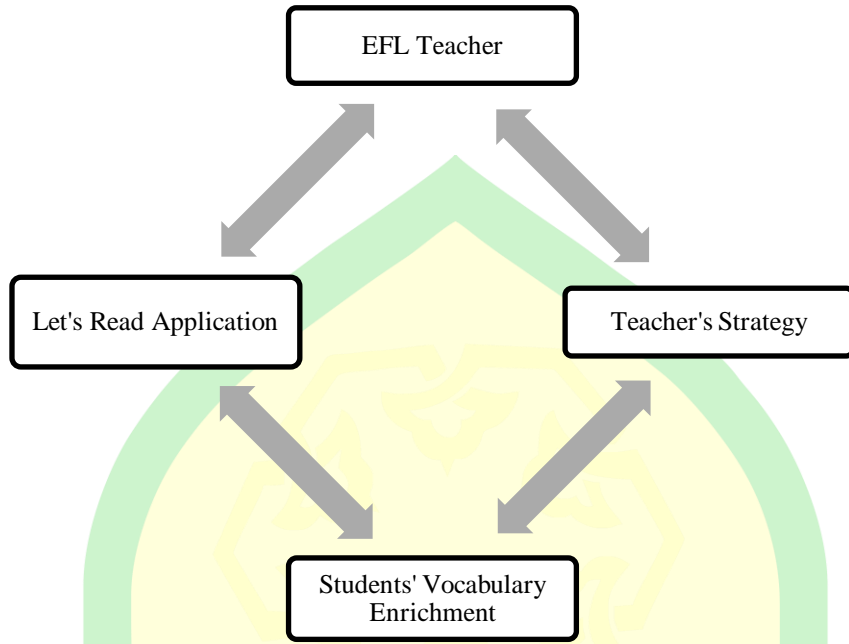 EFL Teacher
Let's Read Application
Teacher's Strategy
Students' Vocabulary
Enrichment